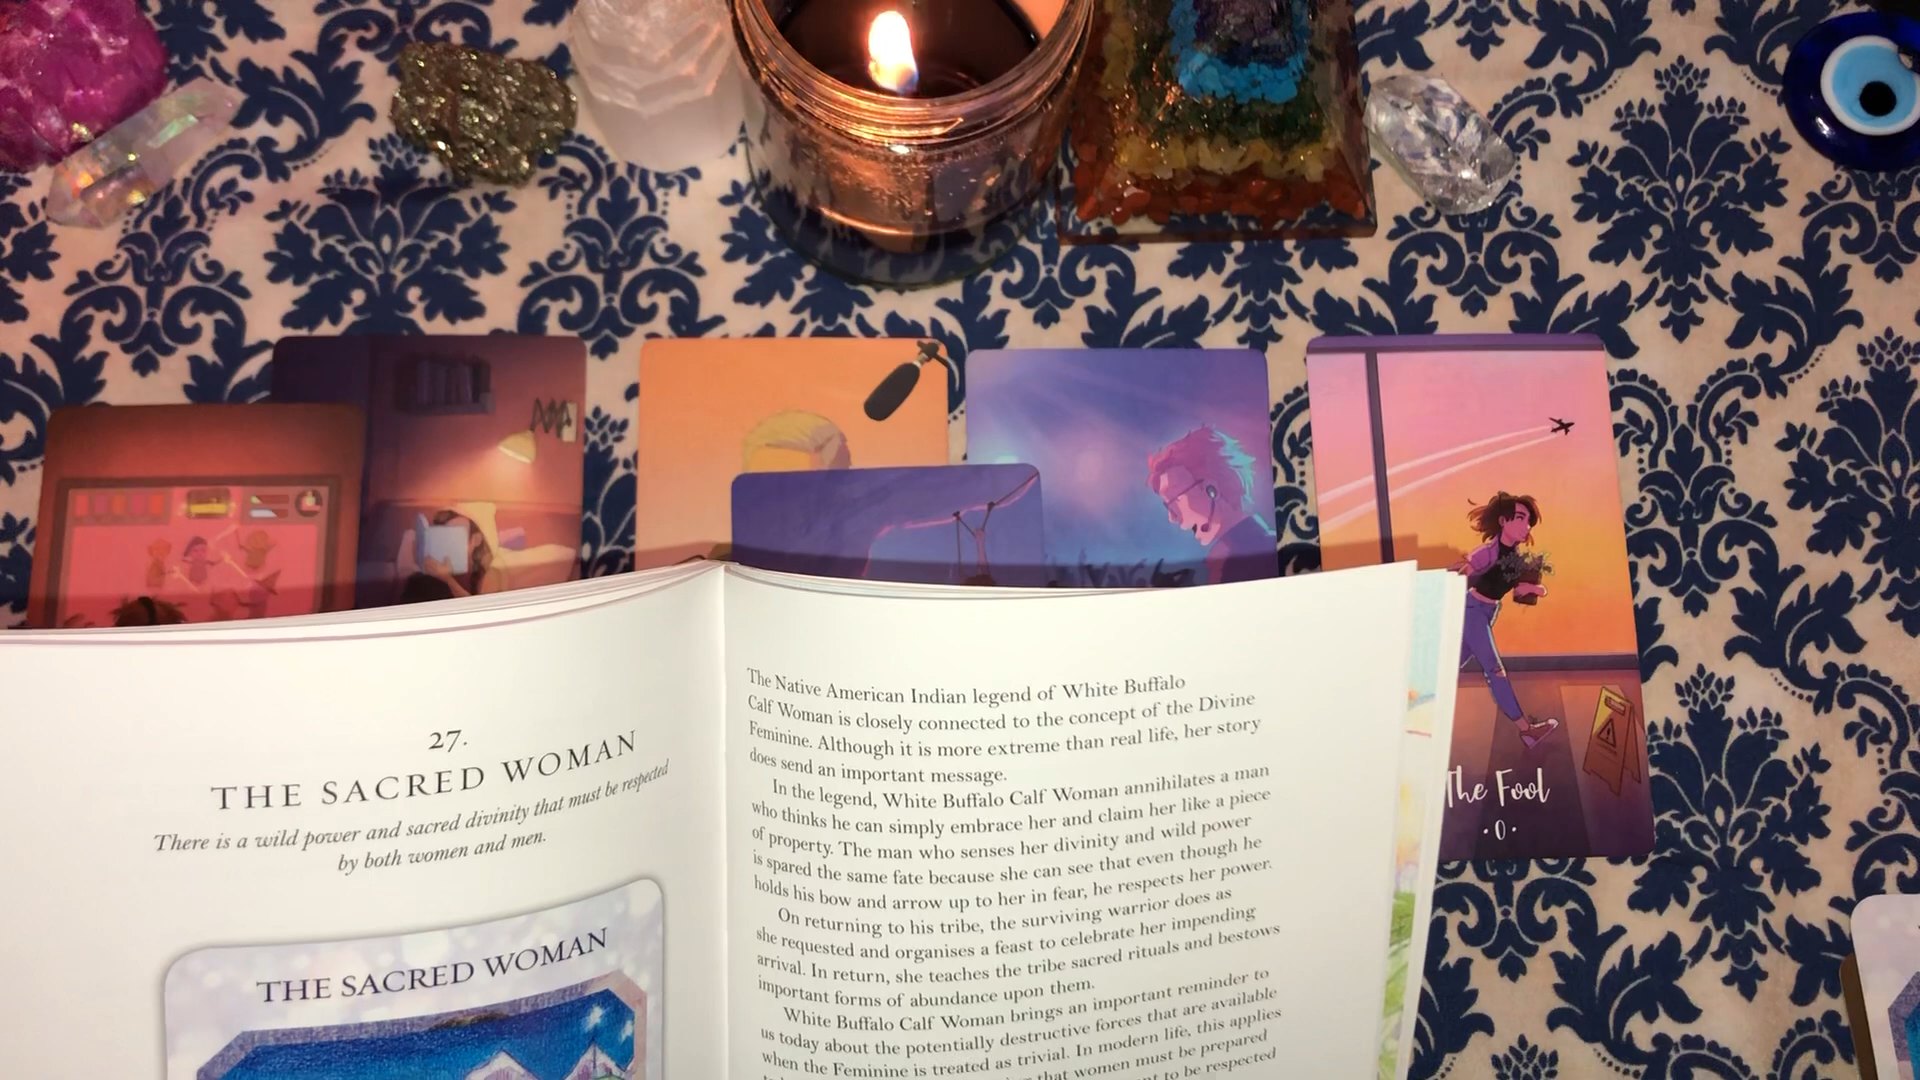 27.
THE SACRED WOMAN
There is a wild power and sacred divinity that must be respected
by both women and men.
THE SACRED WOMAN
The Native American Indian legend of White Buffalo
Calf Woman is closely connected to the concept of the Divine
Feminine. Although it is more extreme than real life, her story
does send an important message.
In the legend, White Buffalo Calf Woman annihilates a man
who thinks he can simply embrace her and claim her like a piece
of property. The man who senses her divinity and wild power
is spared the same fate because she can see that even though he
holds his bow and arrow up to her in fear, he respects her power.
On returning to his tribe, the surviving warrior does as
she requested and organises a feast to celebrate her impending
arrival. In return, she teaches the tribe sacred rituals and bestows
important forms of abundance upon them.
White Buffalo Calf Woman brings an important reminder to
us today about the potentially destructive forces that are available
when the Feminine is treated as trivial. In modern life, this applies
that women must be prepared
to be respected
The Fool
·0·